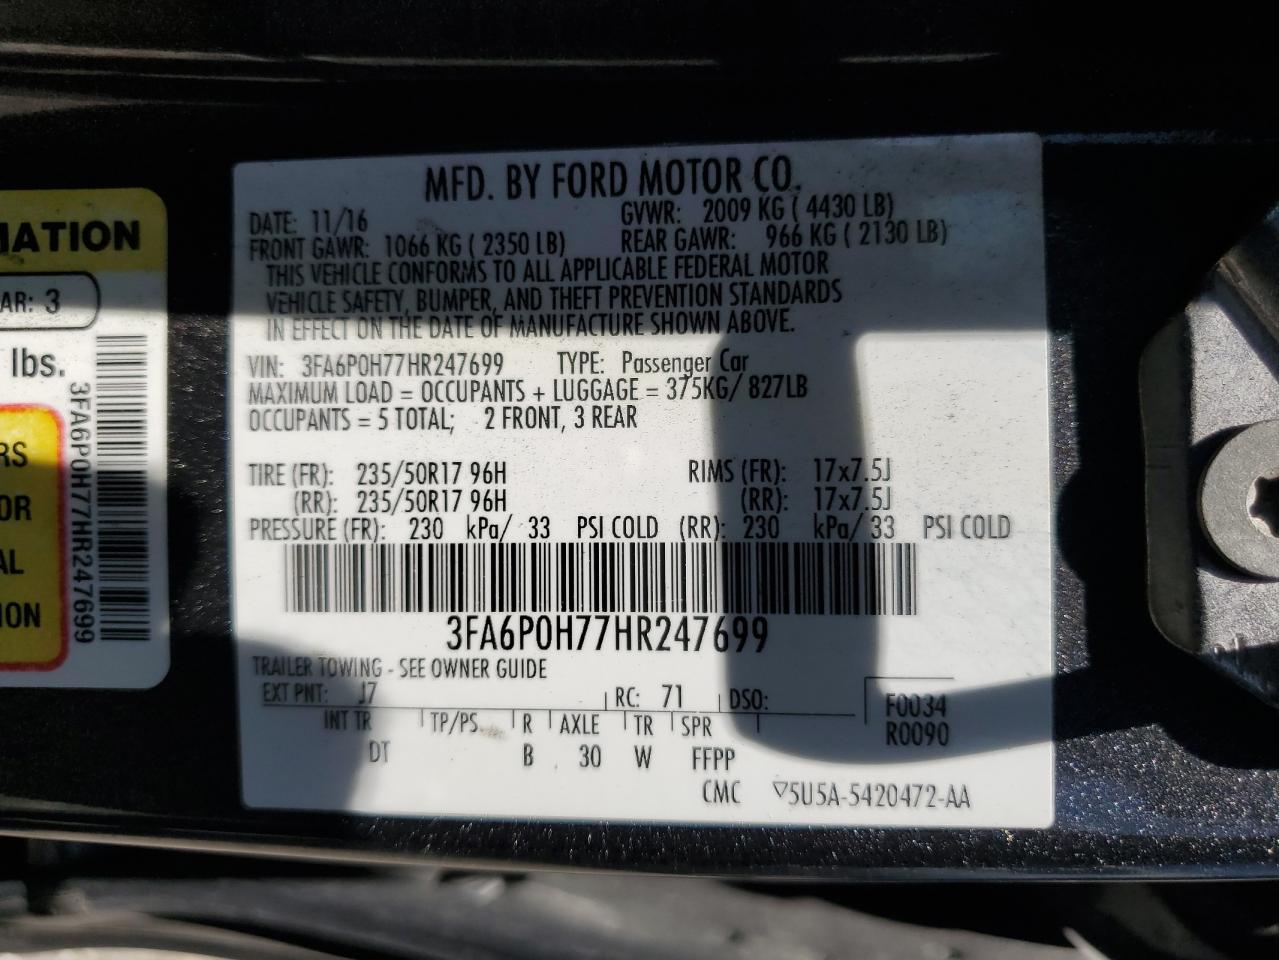 MFD. BY FORD MOTOR CO.
DATE: 11/16 GVWR: 2009 KG ( 4430 LB)
FRONT GAWR: 1066 KG ( 2350 LB) REAR GAWR: 966 KG ( 2130 LB)
THIS VEHICLE CONFORMS TO ALL APPLICABLE FEDERAL MOTOR
VEHICLE SAFETY, BUMPER, AND THEFT PREVENTION STANDARDS
IN EFFECT ON THE DATE OF MANUFACTURE SHOWN ABOVE.
VIN: 3FA6P0H77HR247699 TYPE: Passenger Car
MAXIMUM LOAD = OCCUPANTS + LUGGAGE = 375KG/ 827LB
OCCUPANTS = 5 TOTAL; 2 FRONT, 3 REAR
TIRE (FR): 235/50R17 96H RIMS (FR): 17x7.5J
(RR): 235/50R17 96H (RR): 17x7.5J
PRESSURE (FR): 230 kPa/ 33 PSI COLD (RR): 230 kPa/ 33 PSI COLD
3FA6P0H77HR247699
TRAILER TOWING - SEE OWNER GUIDE
EXT PNT: J7 RC: 71 DSO: F0034
INT TR TP/PS R AXLE TR SPR R0090
DT B 30 W FFPP
CMC ▽5U5A-5420472-AA
MATION
AR: 3
lbs.
3FA6P0H77HR247699
RS
OR
AL
ION